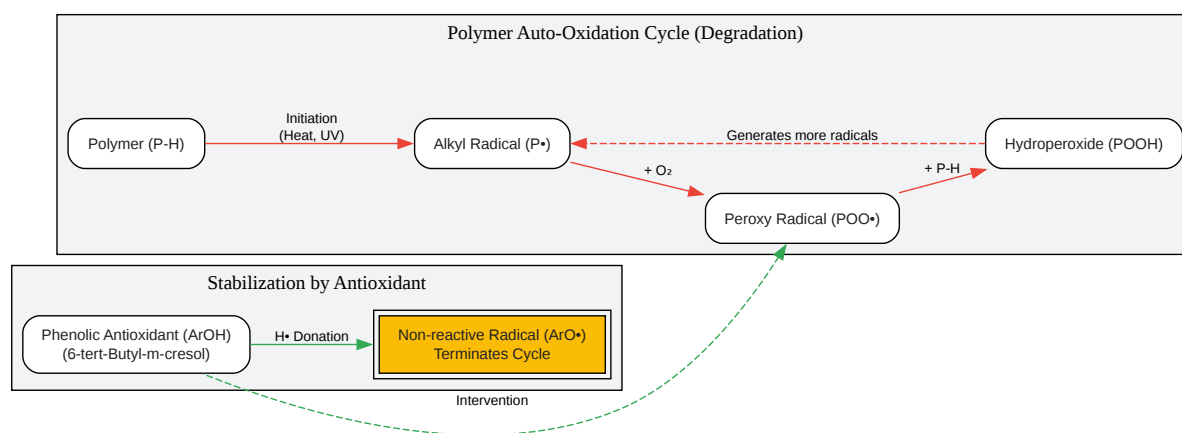 Polymer Auto-Oxidation Cycle (Degradation)
Initiation
(Heat, UV)
Generates more radicals
Polymer (P-H)
Alkyl Radical (P•)
Hydroperoxide (POOH)
+ O₂
+ P-H
Peroxy Radical (POO•)
Stabilization by Antioxidant
Phenolic Antioxidant (ArOH)
(6-tert-Butyl-m-cresol)
H• Donation
Non-reactive Radical (ArO•)
Terminates Cycle
Intervention